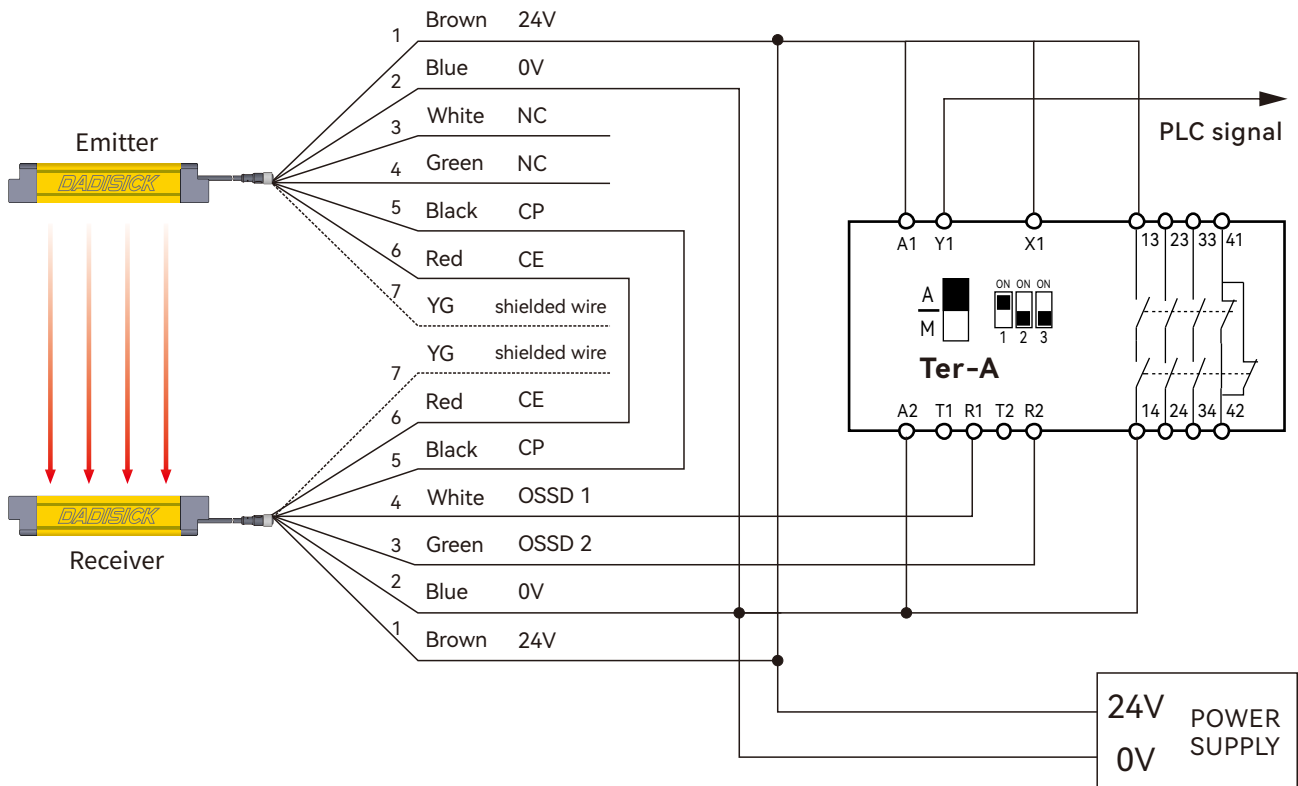 1 Brown 24V
2 Blue 0V
3 White NC
4 Green NC
5 Black CP
6 Red CE
7 YG shielded wire
YG shielded wire
7
Red CE
6
Black CP
5
4 White OSSD 1
3 Green OSSD 2
2 Blue 0V
1 Brown 24V
Emitter
DADISICK
DADISICK
Receiver
PLC signal
A1 Y1 X1 13 23 33 41
A
M
ON ON ON
1 2 3
Ter-A
A2 T1 R1 T2 R2 14 24 34 42
24V
0V
POWER
SUPPLY